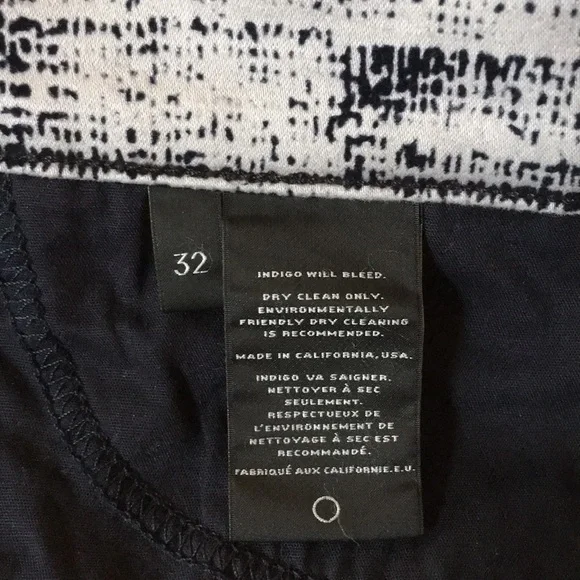 32
INDIGO WILL BLEED.
DRY CLEAN ONLY.
ENVIRONMENTALLY
FRIENDLY DRY CLEANING
IS RECOMMENDED.
MADE IN CALIFORNIA, USA.
INDIGO VA SAIGNER.
NETTOYER À SEC
SEULEMENT.
RESPECTUEUX DE
L'ENVIRONNEMENT DE
NETTOYAGE À SEC EST
RECOMMANDÉ.
FABRIQUÉ AUX CALIFORNIE.E.U.